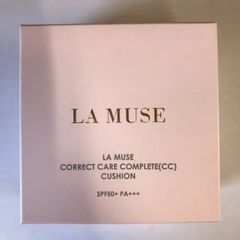 LA MUSE
LA MUSE
CORRECT CARE COMPLETE(CC)
CUSHION
SPF50+ PA+++